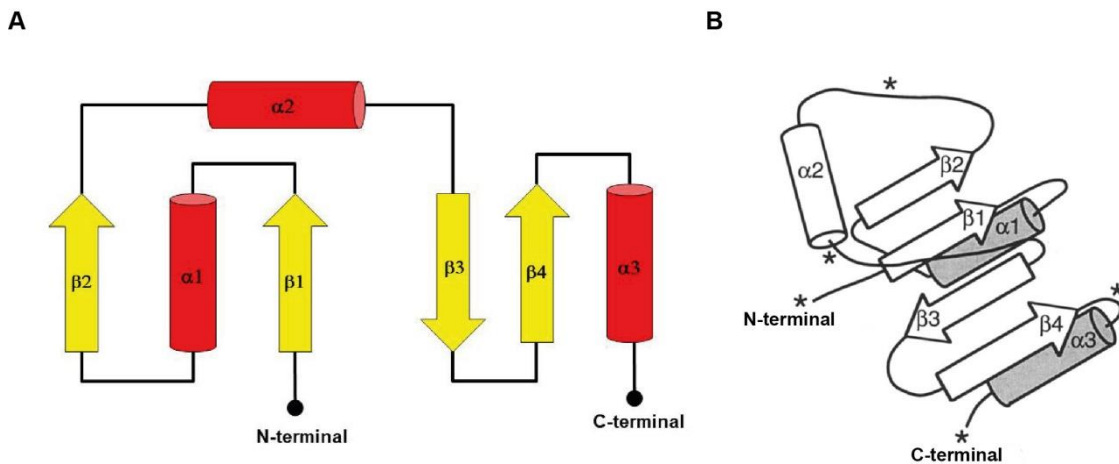 A
α2
β2
α1
β1
β3
β4
α3
N-terminal
C-terminal
B
*
α2
β2
β1
α1
*
*
N-terminal
β3
β4
*
α3
*
C-terminal